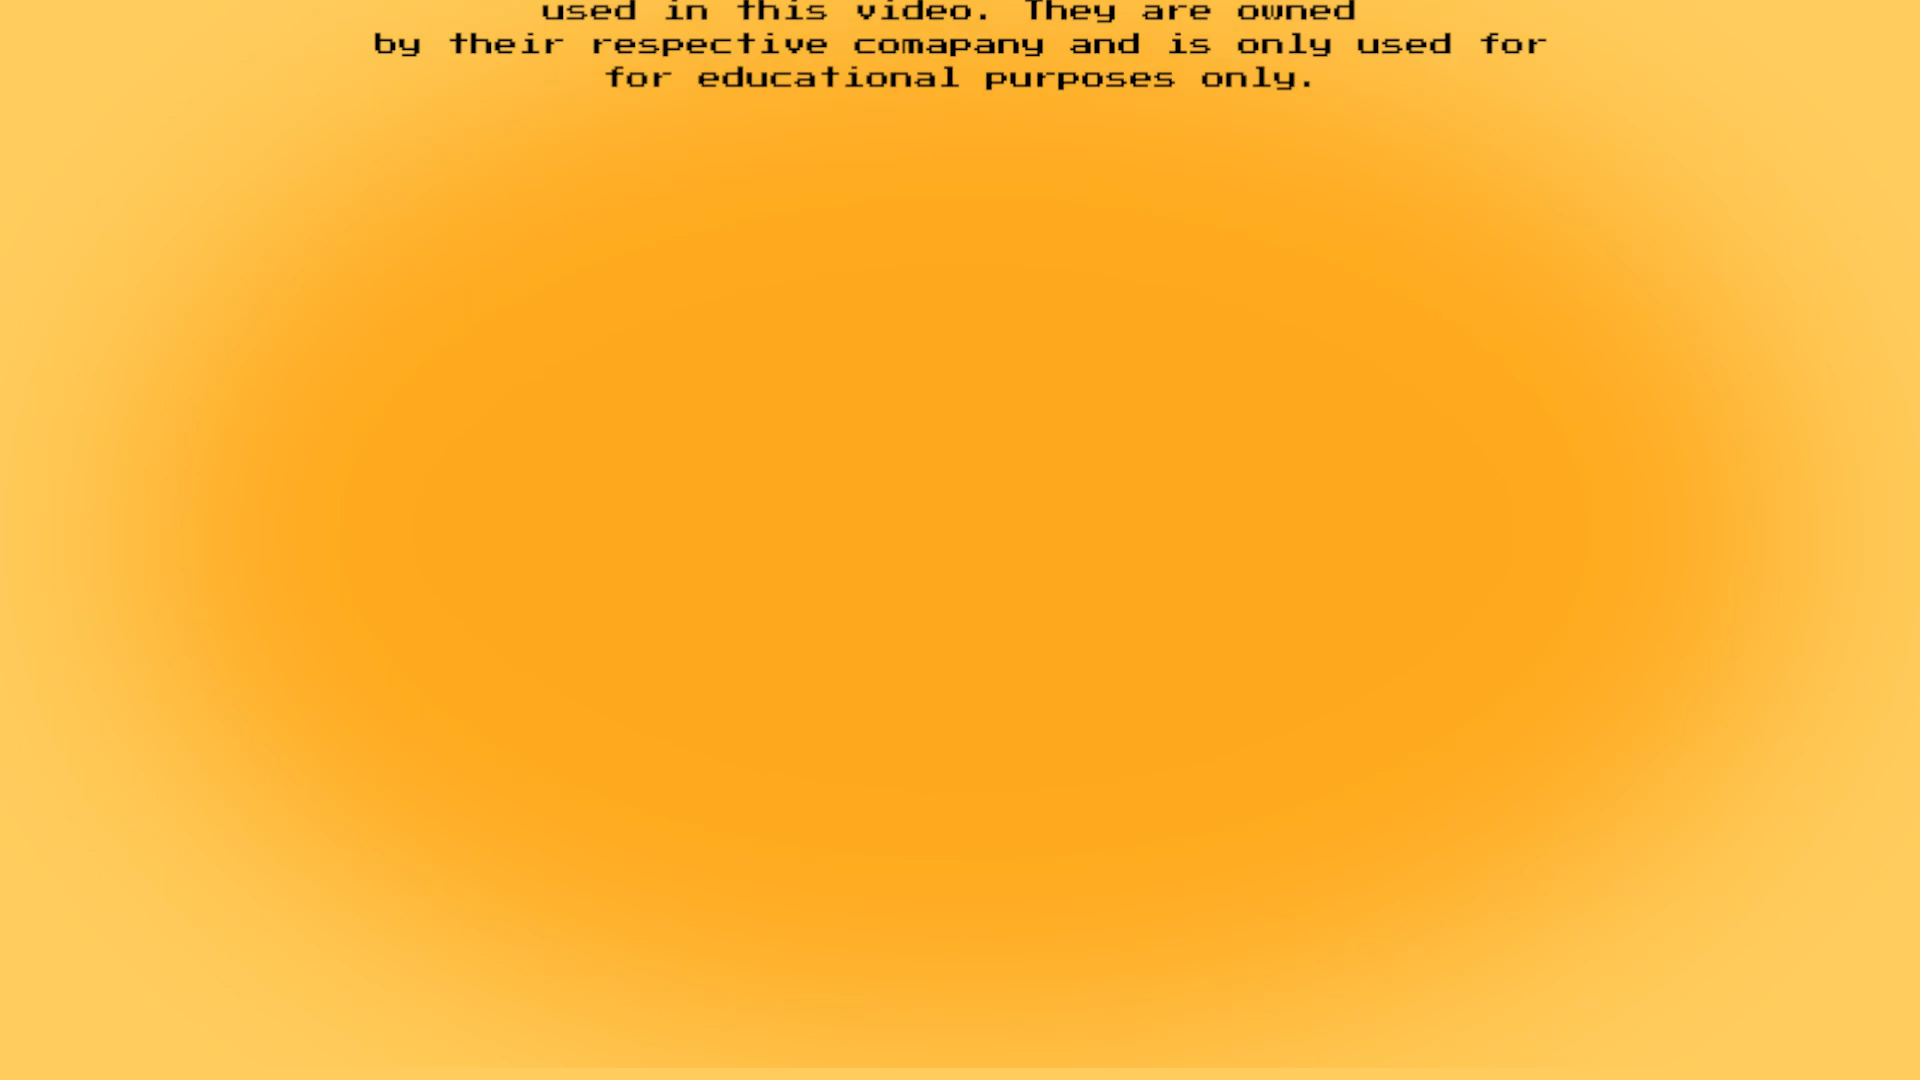 used in this video. They are owned
by their respective comapany and is only used for
for educational purposes only.